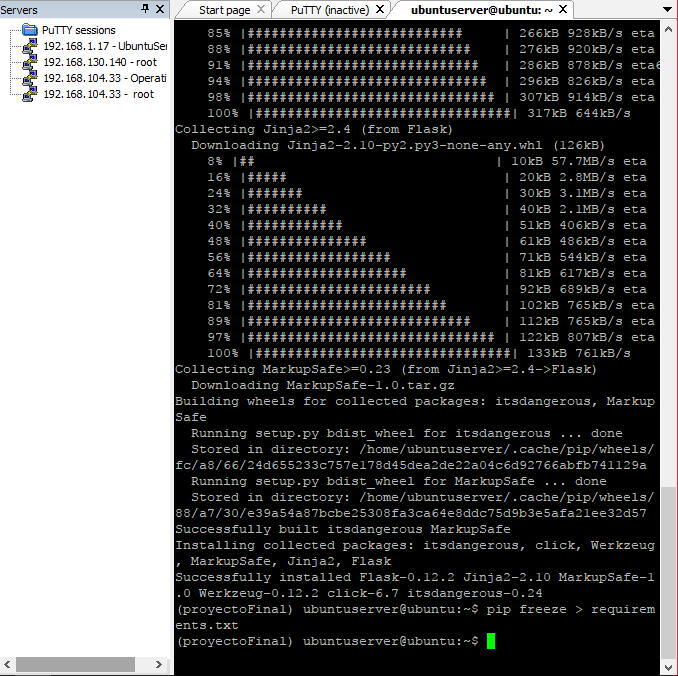 Servers
PuTTY sessions
192.168.1.17 - UbuntuSer
192.168.130.140 - root
192.168.104.33 - Operati
192.168.104.33 - root
Start page
PuTTY (inactive)
ubuntuserver@ubuntu: ~
85% |########################### | 266kB 928kB/s eta
88% |############################ | 276kB 920kB/s eta
91% |############################# | 286kB 878kB/s eta6
94% |############################## | 296kB 826kB/s eta
98% |############################### | 307kB 914kB/s eta
100% |################################| 317kB 644kB/s
Collecting Jinja2>=2.4 (from Flask)
Downloading Jinja2-2.10-py2.py3-none-any.whl (126kB)
8% |## | 10kB 57.7MB/s eta
16% |##### | 20kB 2.8MB/s eta
24% |####### | 30kB 3.1MB/s eta
32% |########## | 40kB 2.1MB/s eta
40% |############ | 51kB 406kB/s eta
48% |############### | 61kB 486kB/s eta
56% |################## | 71kB 544kB/s eta
64% |#################### | 81kB 617kB/s eta
72% |####################### | 92kB 689kB/s eta
81% |######################### | 102kB 765kB/s eta
89% |############################ | 112kB 765kB/s eta
97% |############################### | 122kB 807kB/s eta
100% |################################| 133kB 761kB/s
Collecting MarkupSafe>=0.23 (from Jinja2>=2.4->Flask)
Downloading MarkupSafe-1.0.tar.gz
Building wheels for collected packages: itsdangerous, Markup
Safe
Running setup.py bdist_wheel for itsdangerous ... done
Stored in directory: /home/ubuntuserver/.cache/pip/wheels/
fc/a8/66/24d655233c757e178d45dea2de22a04c6d92766abfb741129a
Running setup.py bdist_wheel for MarkupSafe ... done
Stored in directory: /home/ubuntuserver/.cache/pip/wheels/
88/a7/30/e39a54a87bcbe25308fa3ca64e8ddc75d9b3e5afa21ee32d57
Successfully built itsdangerous MarkupSafe
Installing collected packages: itsdangerous, click, Werkzeug
, MarkupSafe, Jinja2, Flask
Successfully installed Flask-0.12.2 Jinja2-2.10 MarkupSafe-1
.0 Werkzeug-0.12.2 click-6.7 itsdangerous-0.24
(proyectoFinal) ubuntuserver@ubuntu:~$ pip freeze > requirem
ents.txt
(proyectoFinal) ubuntuserver@ubuntu:~$